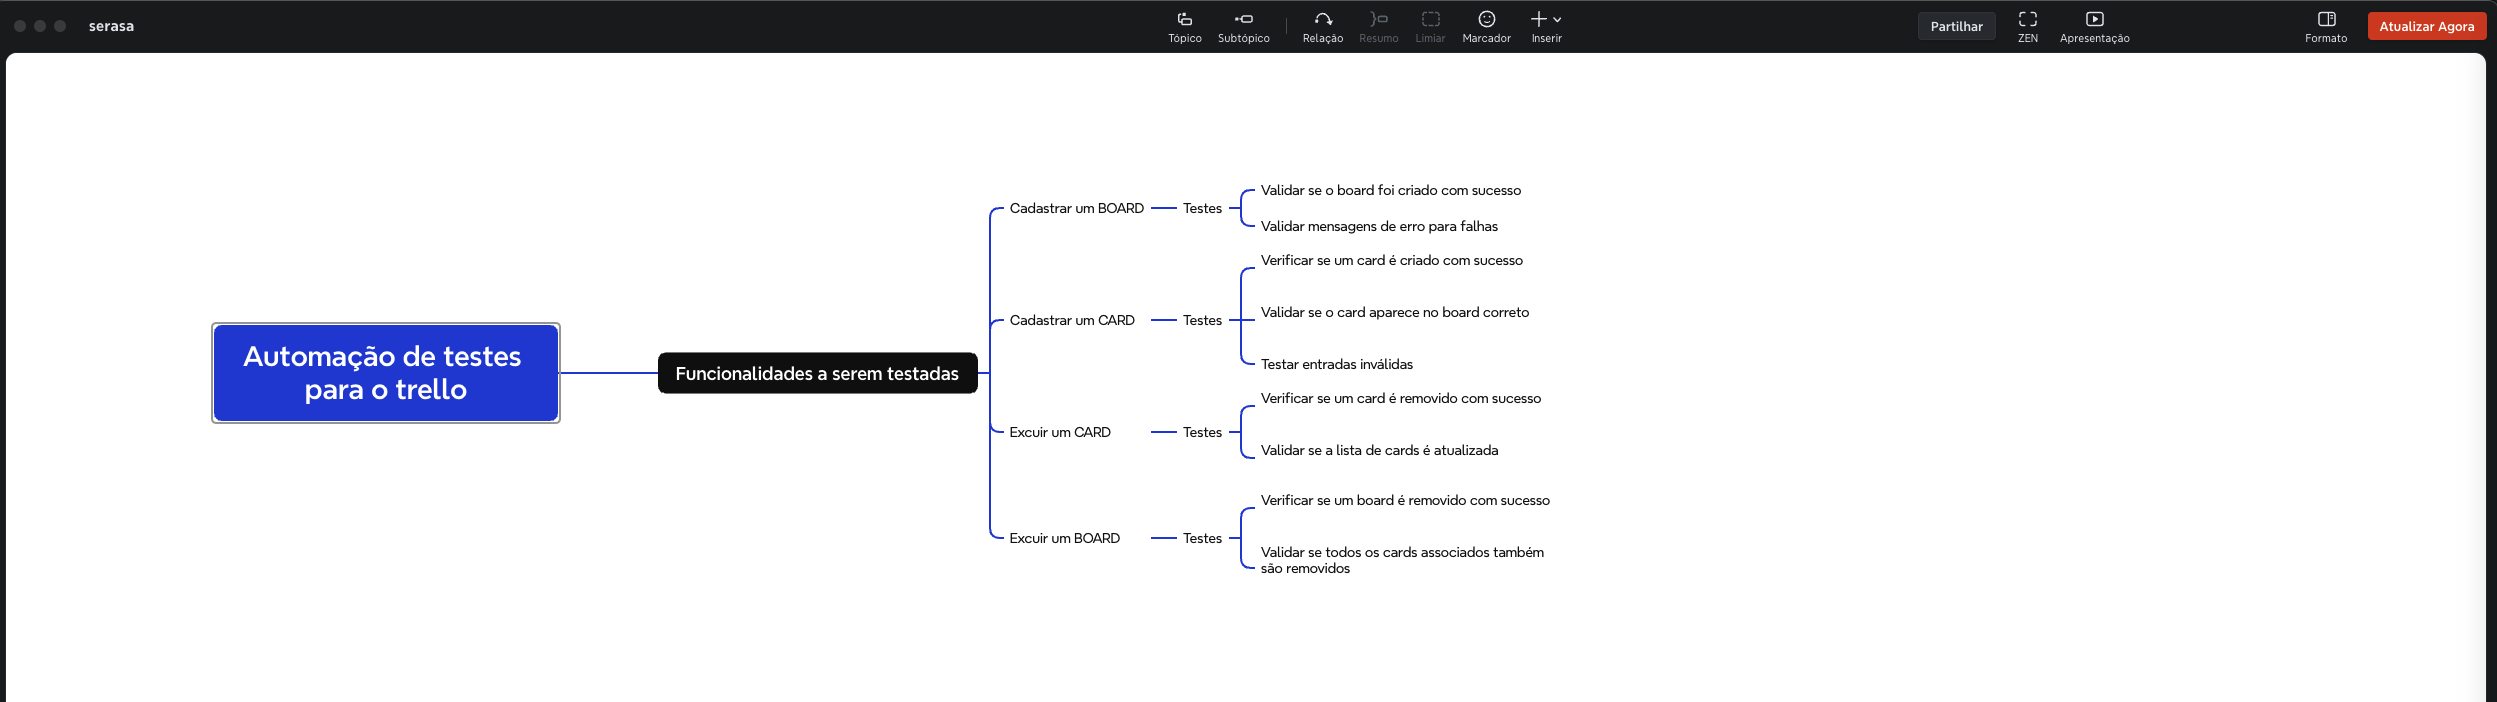 serasa
Tópico
Subtópico
Relação
Resumo
Limiar
Marcador
Inserir
Partilhar
ZEN
Apresentação
Formato
Atualizar Agora
Automação de testes
para o trello
Funcionalidades a serem testadas
Cadastrar um BOARD
Testes
Validar se o board foi criado com sucesso
Validar mensagens de erro para falhas
Cadastrar um CARD
Testes
Verificar se um card é criado com sucesso
Validar se o card aparece no board correto
Testar entradas inválidas
Excuir um CARD
Testes
Verificar se um card é removido com sucesso
Validar se a lista de cards é atualizada
Excuir um BOARD
Testes
Verificar se um board é removido com sucesso
Validar se todos os cards associados também
são removidos